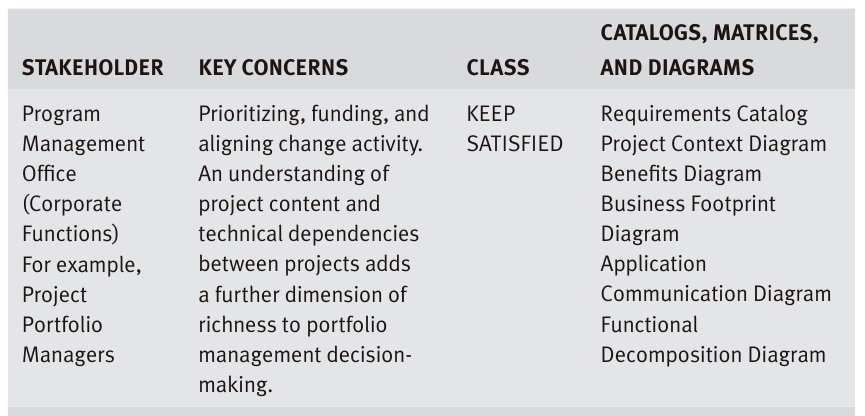 STAKEHOLDER KEY CONCERNS CLASS CATALOGS, MATRICES,
AND DIAGRAMS
Program
Management
Office
(Corporate
Functions)
For example,
Project
Portfolio
Managers
Prioritizing, funding, and
aligning change activity.
An understanding of
project content and
technical dependencies
between projects adds
a further dimension of
richness to portfolio
management decision-
making.
KEEP
SATISFIED
Requirements Catalog
Project Context Diagram
Benefits Diagram
Business Footprint
Diagram
Application
Communication Diagram
Functional
Decomposition Diagram